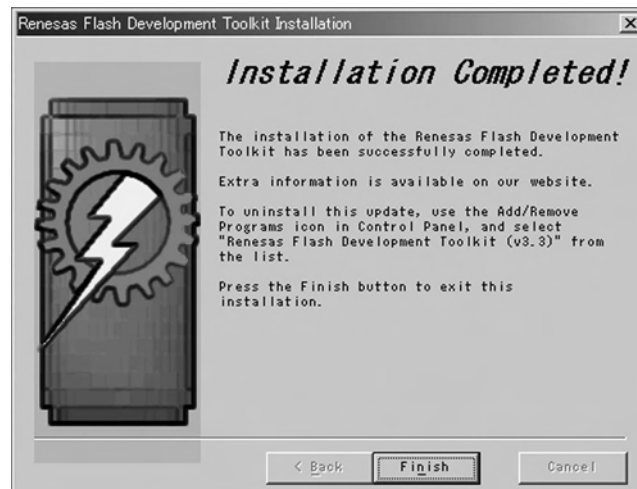 Renesas Flash Development Toolkit Installation
Installation Completed!
The installation of the Renesas Flash Development
Toolkit has been successfully completed.
Extra information is available on our website.
To uninstall this update, use the Add/Remove
Programs icon in Control Panel, and select
"Renesas Flash Development Toolkit (v3.3)" from
the list.
Press the Finish button to exit this
installation.
< Back
Finish
Cancel